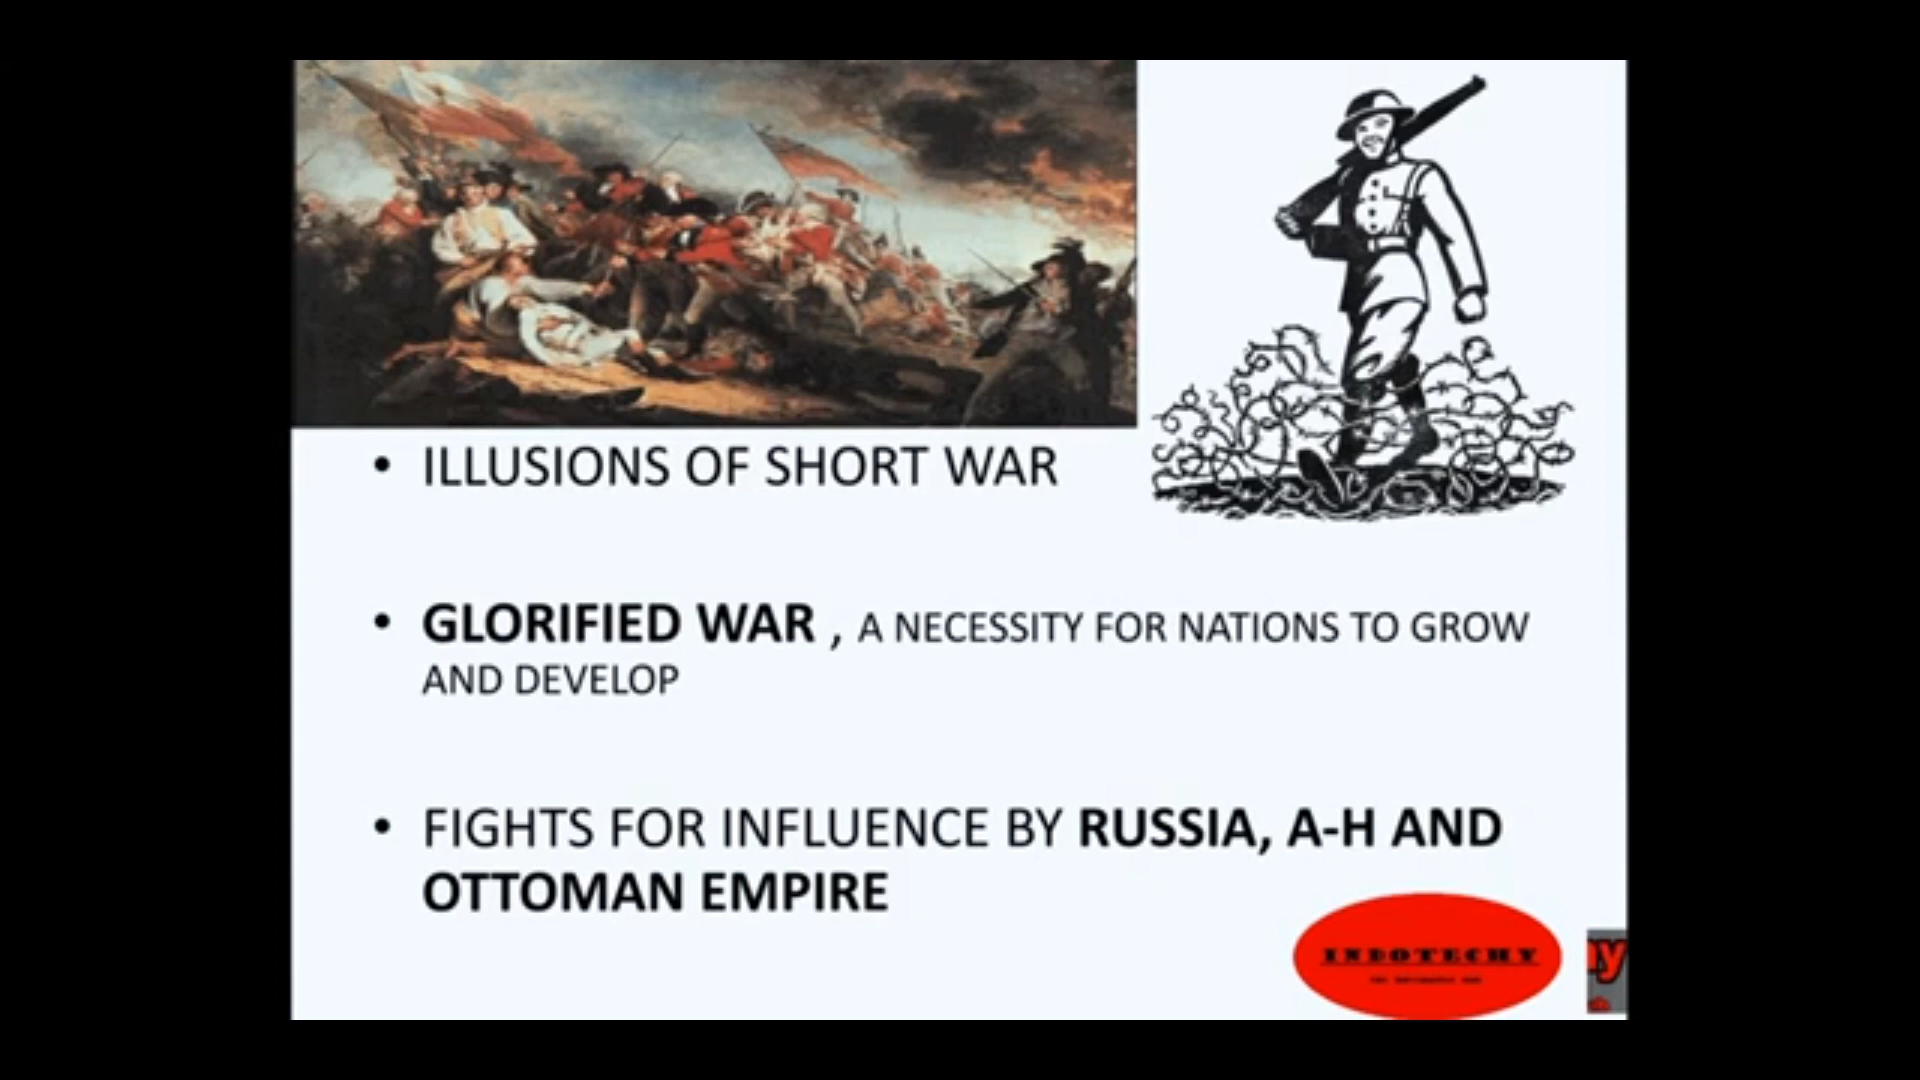 • ILLUSIONS OF SHORT WAR
• GLORIFIED WAR , A NECESSITY FOR NATIONS TO GROW
AND DEVELOP
• FIGHTS FOR INFLUENCE BY RUSSIA, A-H AND
OTTOMAN EMPIRE
INDOTECHY